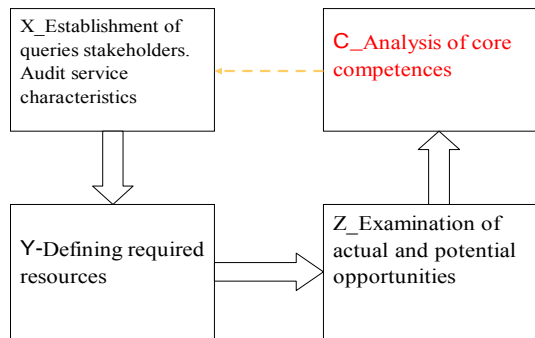 X_Establishment of
queries stakeholders.
Audit service
characteristics
C_Analysis of core
competences
Y-Defining required
resources
Z_Examination of
actual and potential
opportunities